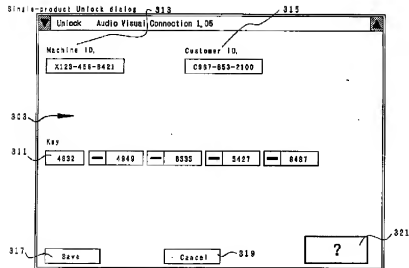 Single-product Unlock dialog 313 315
Unlock Audio Visual Connection 1.05
Machine ID. Customer ID.
X123-456-8421 C987-653-2100
303
Key
311 4832 — 4949 — 8335 — 5427 — 8487
317 Save Cancel 319 ? 321